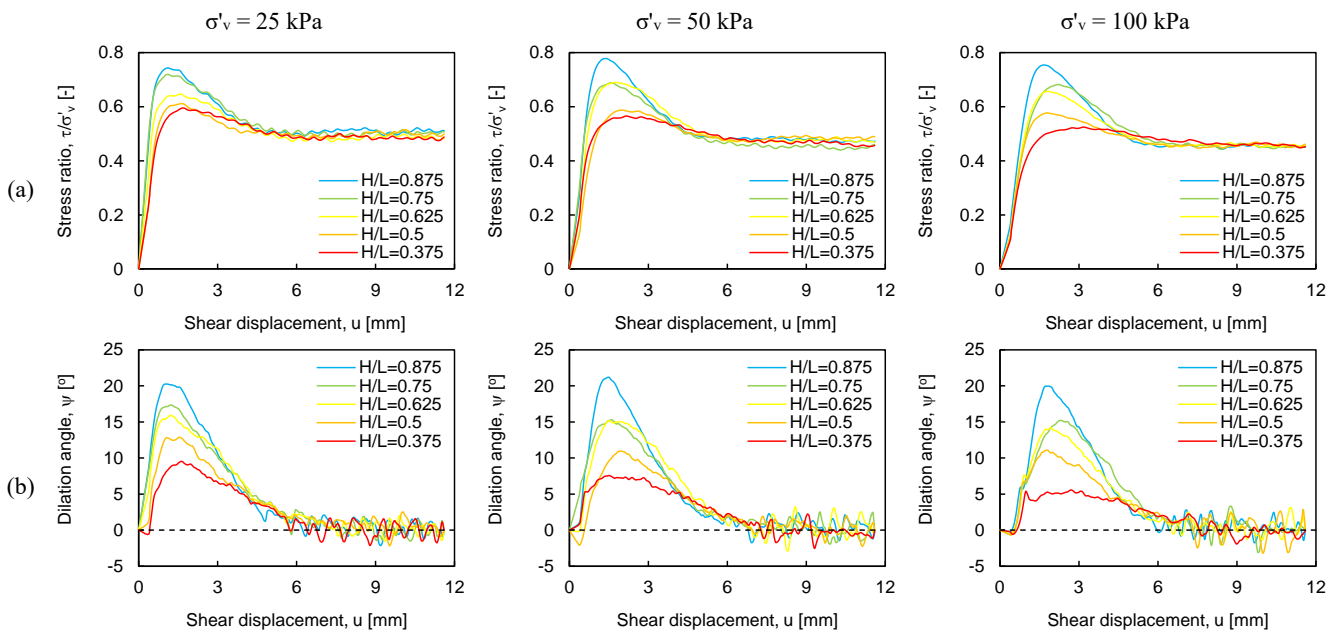 σ'v = 25 kPa
σ'v = 50 kPa
σ'v = 100 kPa
(a)
Stress ratio, τ/σ'v [-]
0.8
0.6
0.4
0.2
0
H/L=0.875
H/L=0.75
H/L=0.625
H/L=0.5
H/L=0.375
0 3 6 9 12
Shear displacement, u [mm]
Stress ratio, τ/σ'v [-]
0.8
0.6
0.4
0.2
0
H/L=0.875
H/L=0.75
H/L=0.625
H/L=0.5
H/L=0.375
0 3 6 9 12
Shear displacement, u [mm]
Stress ratio, τ/σ'v [-]
0.8
0.6
0.4
0.2
0
H/L=0.875
H/L=0.75
H/L=0.625
H/L=0.5
H/L=0.375
0 3 6 9 12
Shear displacement, u [mm]
(b)
Dilation angle, ψ [º]
25
20
15
10
5
0
-5
H/L=0.875
H/L=0.75
H/L=0.625
H/L=0.5
H/L=0.375
0 3 6 9 12
Shear displacement, u [mm]
Dilation angle, ψ [º]
25
20
15
10
5
0
-5
H/L=0.875
H/L=0.75
H/L=0.625
H/L=0.5
H/L=0.375
0 3 6 9 12
Shear displacement, u [mm]
Dilation angle, ψ [º]
25
20
15
10
5
0
-5
H/L=0.875
H/L=0.75
H/L=0.625
H/L=0.5
H/L=0.375
0 3 6 9 12
Shear displacement, u [mm]